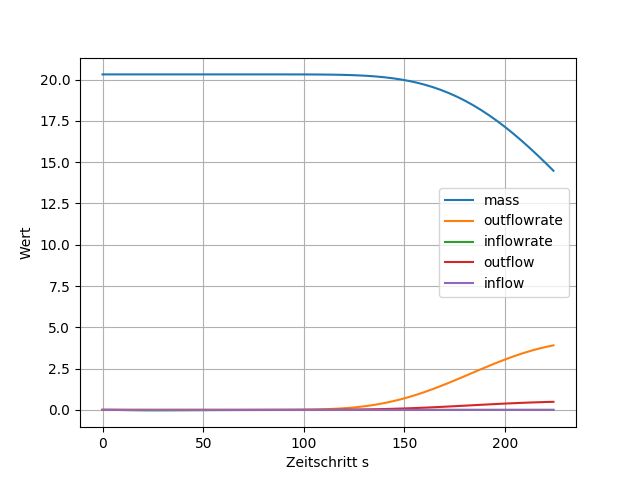 20.0
17.5
15.0
12.5
10.0
7.5
5.0
2.5
0.0
Wert
mass
outflowrate
inflowrate
outflow
inflow
0 50 100 150 200
Zeitschritt s